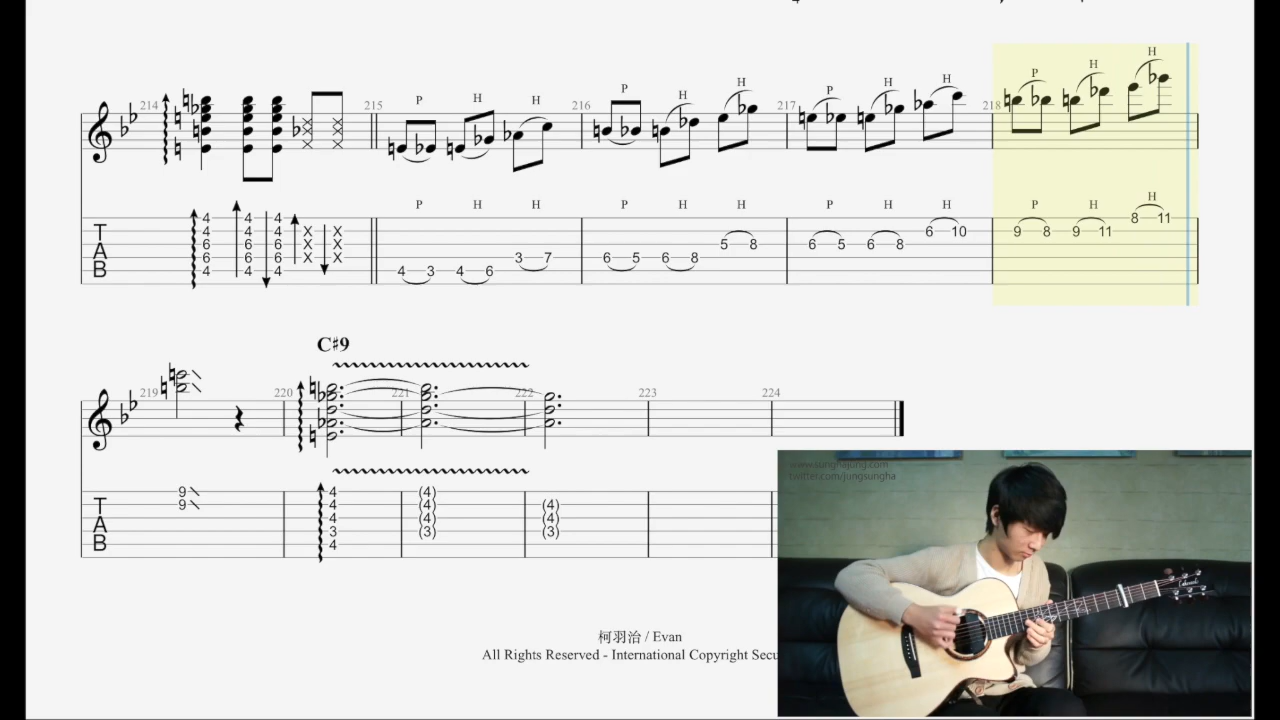 214 215 216 217 218
P H H P H H P H H P H H
P H H P H H P H H P H H
T 4 4 4 X X 6 5 6 8 6 10 9 8 9 11 8 11
A 4 4 4 X X 5 8 6 5 6 8
6 6 6 X X
B 6 6 6 X X 3 7
4 4 4 4 3 4 6
C♯9
219 220 221 222 223 224
9 4 (4)
T 9 4 (4) (4)
A 4 (4) (4)
3 (3) (3)
B 4
www.sunghajung.com
twitter.com/jungsungha
柯羽治 / Evan
All Rights Reserved - International Copyright Secu